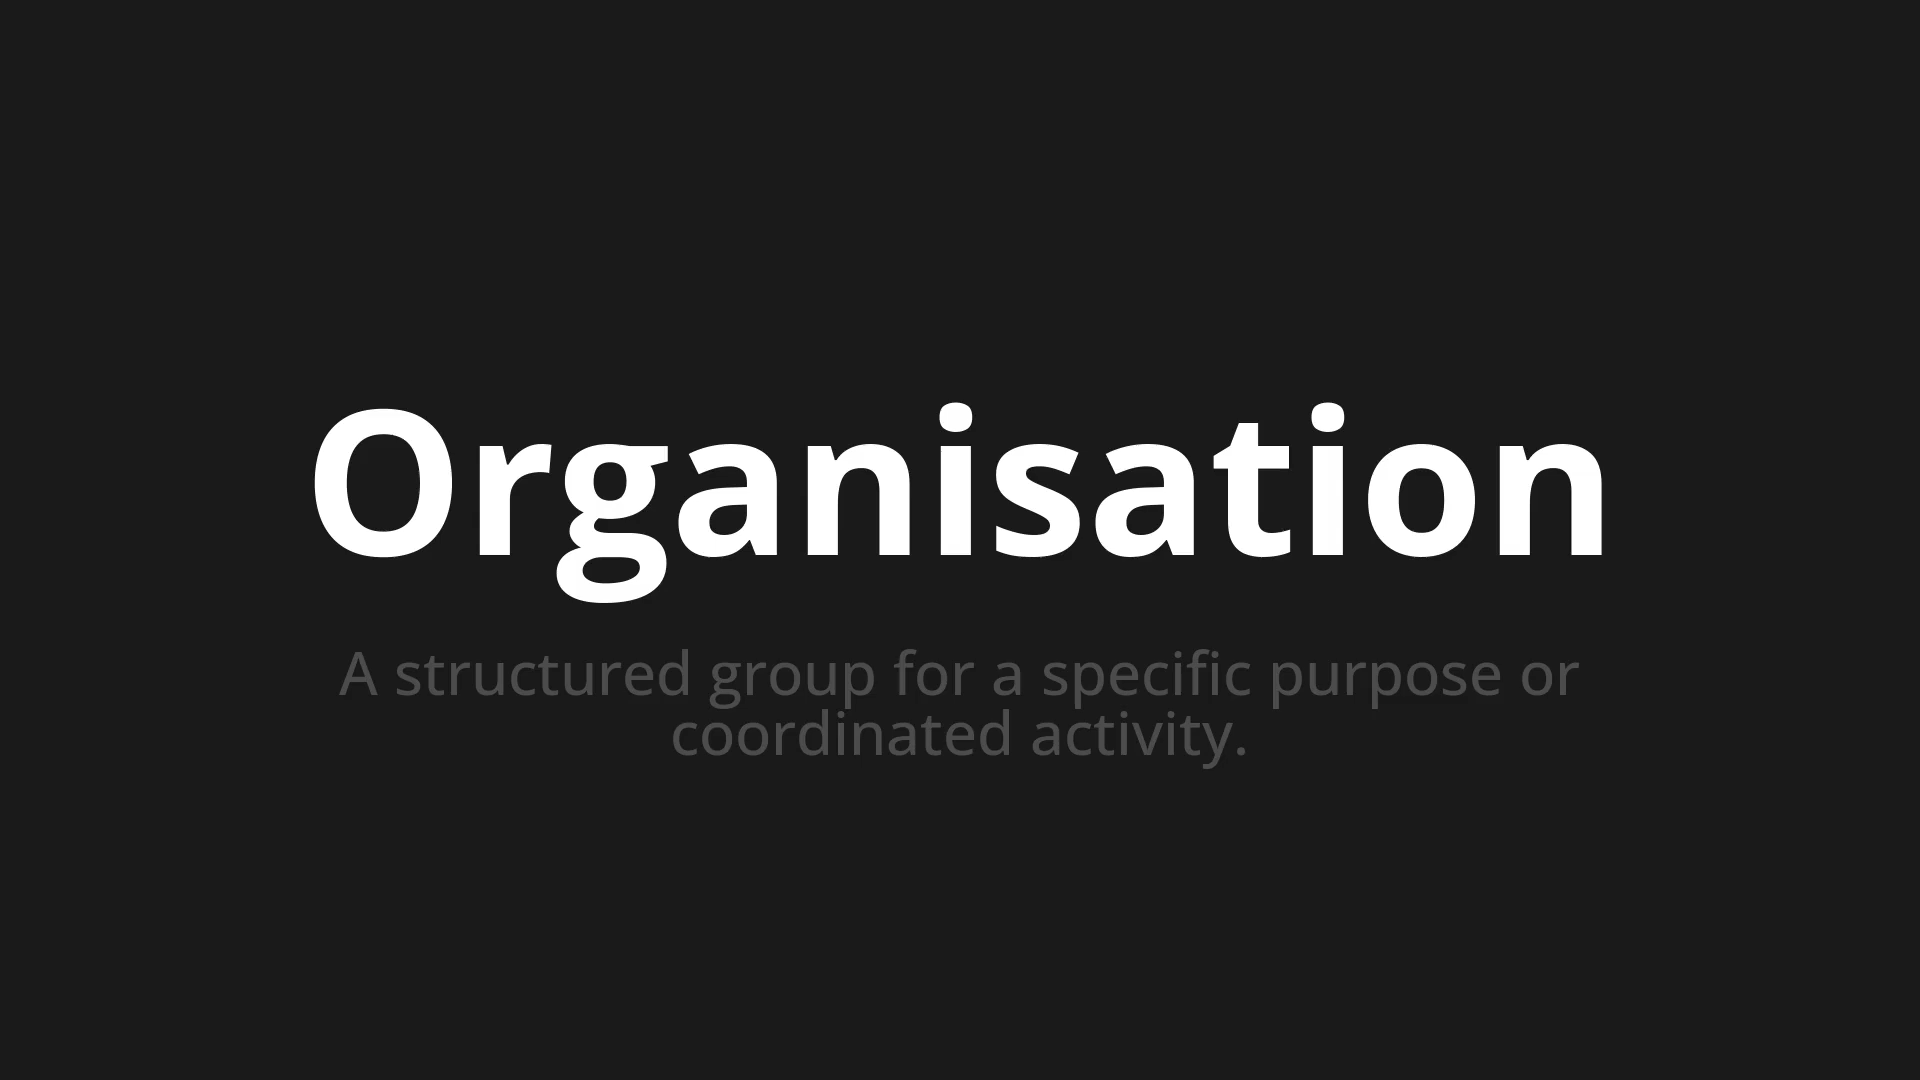 Organisation
A structured group for a specific purpose or
coordinated activity.